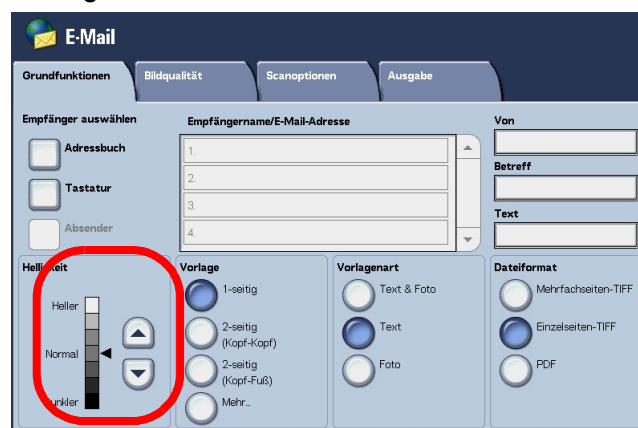 E-Mail
Grundfunktionen
Bildqualität
Scanoptionen
Ausgabe
Empfänger auswählen
Adressbuch
Tastatur
Absender
Empfängername/E-Mail-Adresse
1.
2.
3.
4.
Von
Betreff
Text
Helligkeit
Heller
Normal
Dunkler
Vorlage
1-seitig
2-seitig
(Kopf-Kopf)
2-seitig
(Kopf-Fuß)
Mehr...
Vorlagenart
Text & Foto
Text
Foto
Dateiformat
Mehrfachseiten-TIFF
Einzelseiten-TIFF
PDF